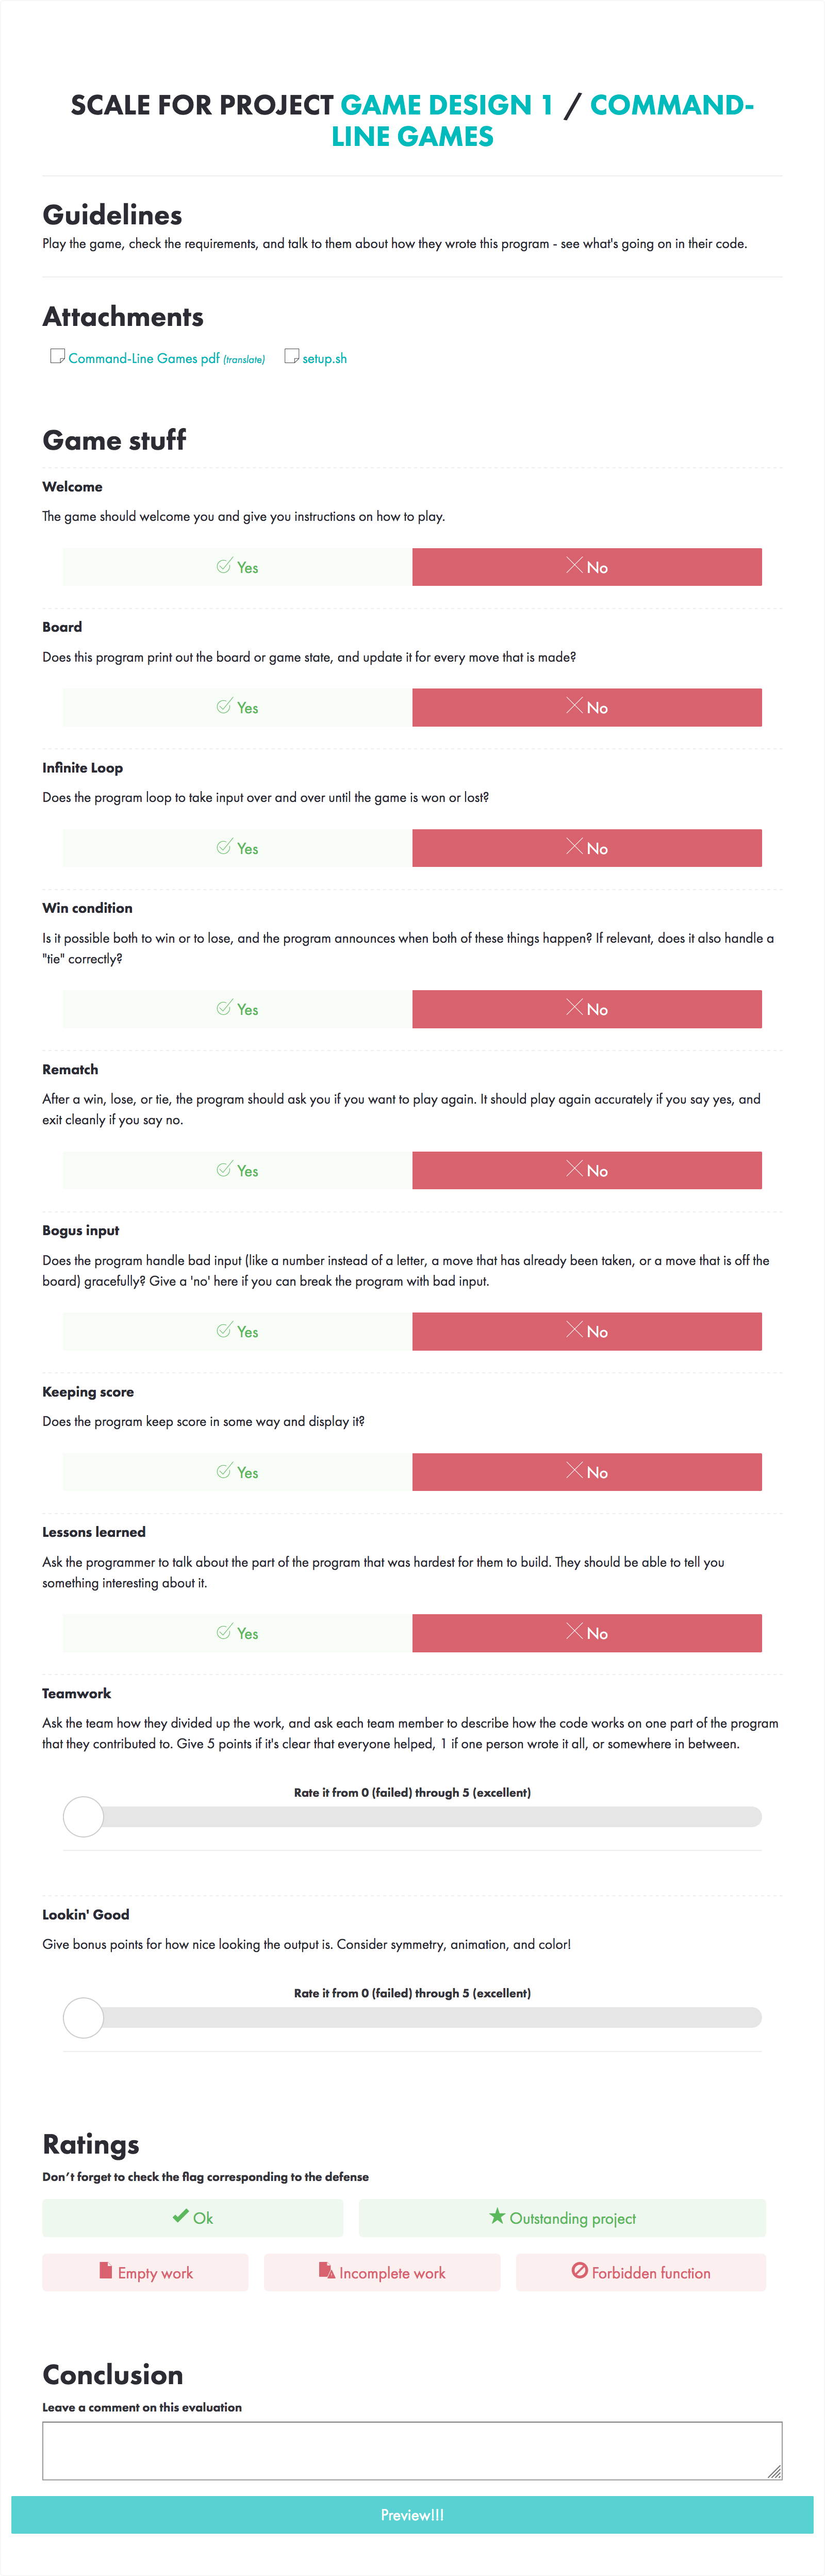 SCALE FOR PROJECT GAME DESIGN 1 / COMMAND-
LINE GAMES
Guidelines
Play the game, check the requirements, and talk to them about how they wrote this program - see what's going on in their code.
Attachments
Command-Line Games pdf (translate) setup.sh
Game stuff
Welcome
The game should welcome you and give you instructions on how to play.
Yes No
Board
Does this program print out the board or game state, and update it for every move that is made?
Yes No
Infinite Loop
Does the program loop to take input over and over until the game is won or lost?
Yes No
Win condition
Is it possible both to win or to lose, and the program announces when both of these things happen? If relevant, does it also handle a
"tie" correctly?
Yes No
Rematch
After a win, lose, or tie, the program should ask you if you want to play again. It should play again accurately if you say yes, and
exit cleanly if you say no.
Yes No
Bogus input
Does the program handle bad input (like a number instead of a letter, a move that has already been taken, or a move that is off the
board) gracefully? Give a 'no' here if you can break the program with bad input.
Yes No
Keeping score
Does the program keep score in some way and display it?
Yes No
Lessons learned
Ask the programmer to talk about the part of the program that was hardest for them to build. They should be able to tell you
something interesting about it.
Yes No
Teamwork
Ask the team how they divided up the work, and ask each team member to describe how the code works on one part of the program
that they contributed to. Give 5 points if it's clear that everyone helped, 1 if one person wrote it all, or somewhere in between.
Rate it from 0 (failed) through 5 (excellent)
Lookin' Good
Give bonus points for how nice looking the output is. Consider symmetry, animation, and color!
Rate it from 0 (failed) through 5 (excellent)
Ratings
Don’t forget to check the flag corresponding to the defense
Ok Outstanding project
Empty work Incomplete work Forbidden function
Conclusion
Leave a comment on this evaluation
Preview!!!